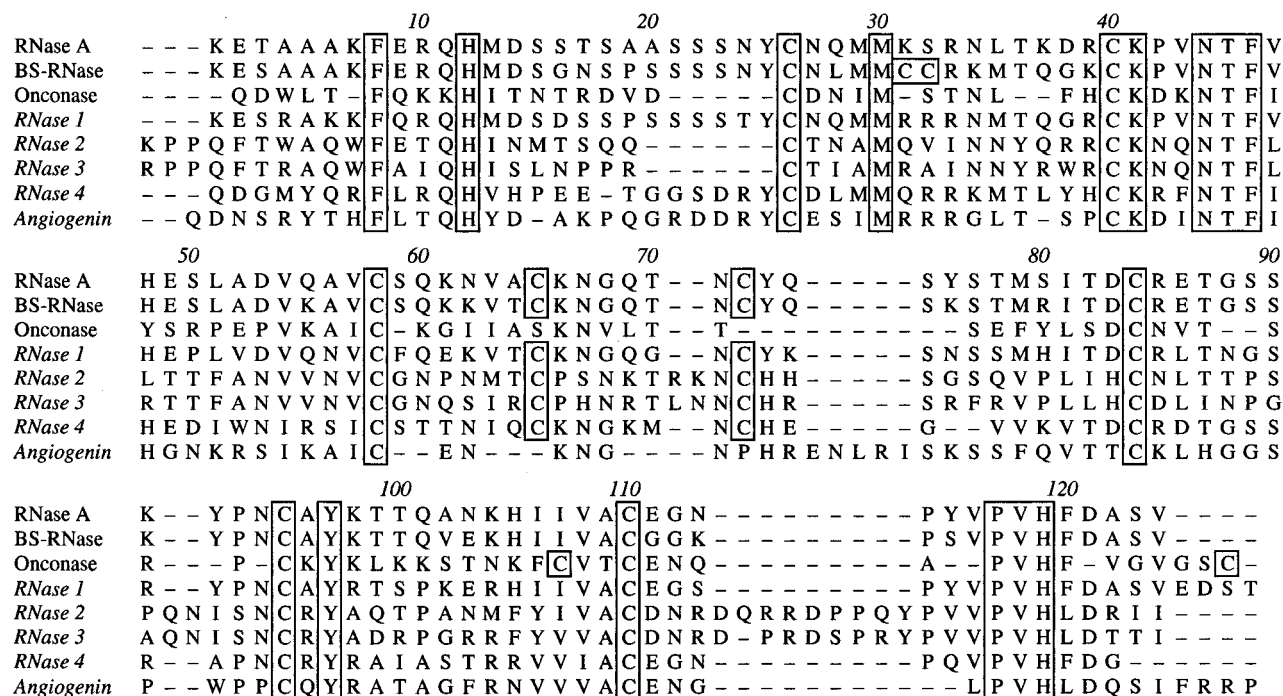 10 20 30 40
RNase A - - - K E T A A A K F E R Q H M D S S T S A A S S S S N Y C N Q M M K S R N L T K D R C K P V N T F V
BS-RNase - - - K E S A A A K F E R Q H M D S G N S P S S S S S N Y C N L M M C C R K M T Q G K C K P V N T F V
Onconase - - - - Q D W L T - F Q K K H I T N T R D V D - - - - - - C D N I M - S T N L - - F H C K D K N T F I
RNase 1 - - - K E S R A K K F Q R Q H M D S D S S P S S S S T Y C N Q M M R R R N M T Q G R C K P V N T F V
RNase 2 K P P Q F T W A Q W F E T Q H I N M T S Q Q - - - - - - C T N A M Q V I N N Y Q R R C K N Q N T F L
RNase 3 R P P Q F T R A Q W F A I Q H I S L N P P R - - - - - - C T I A M R A I N N Y R W R C K N Q N T F L
RNase 4 - - - Q D G M Y Q R F L R Q H V H P E E - T G G S D R Y C D L M M Q R R K M T L Y H C K R F N T F I
Angiogenin - - Q D N S R Y T H F L T Q H Y D - A K P Q G R D D R Y C E S I M R R R G L T - S P C K D I N T F I
50 60 70 80 90
RNase A H E S L A D V Q A V C S Q K K N V A C K N G Q T - - N C Y Q - - - - - S Y S T M S I T D C R E T G S S
BS-RNase H E S L A D V K A V C S Q K K V T C K N G Q T - - N C Y Q - - - - - S K S T M R I T D C R E T G S S
Onconase Y S R P E P V K A I C - K G I I A S K N V L T - - T - - - - - - - - S E F Y L S D C N V T - - S
RNase 1 H E P L V D V Q N V C F Q E K V T C K N G Q G - - N C Y K - - - - - S N S S M H I T D C R L T N G S
RNase 2 L T T F A N V V N V C G N P N M T C P S N K T R K N C H H - - - - - S G S Q V P L I H C N L T T P S
RNase 3 R T T F A N V V N V C G N Q S I R C P H N R T L N N C H R - - - - - S R F R V P L L H C D L I N P G
RNase 4 H E D I W N I R S I C S T T N I Q C K N G K M - - N C H E - - - - - G - - V V K V T D C R D T G S S
Angiogenin H G N K R S I K A I C - - E N - - - K N G - - - N P H R E N L R I S K S S F Q V T T C K L H G G S
100 110 120
RNase A K - - Y P N C A Y K T T Q A N K H I I V A C E G N - - - - - - - - - P Y V P V H F D A S V - - - -
BS-RNase K - - Y P N C A Y K T T Q V E K H I I V A C G G K - - - - - - - - - P S V P V H F D A S V - - - -
Onconase R - - - P - C K Y K L K K S T N K F C V T C E N Q - - - - - - - - - A - - P V H F - V G V G S C -
RNase 1 R - - Y P N C A Y R T S P K E R H I I V A C E G S - - - - - - - - - P Y V P V H F D A S V E D S T
RNase 2 P Q N I S N C R Y A Q T P A N M F Y I V A C D N R D Q R R D P P Q Y P V V P V H L D R I I - - - -
RNase 3 A Q N I S N C R Y A D R P G R R F Y V V A C D N R D - P R D S P R Y P V V P V H L D T T I - - - -
RNase 4 R - - A P N C R Y R A I A S T R R V V I A C E G N - - - - - - - - - P Q V P V H F D G - - - - - -
Angiogenin P - - W P P C Q Y R A T A G F R N V V V A C E N G - - - - - - - - - - L P V H L D Q S I F R R P